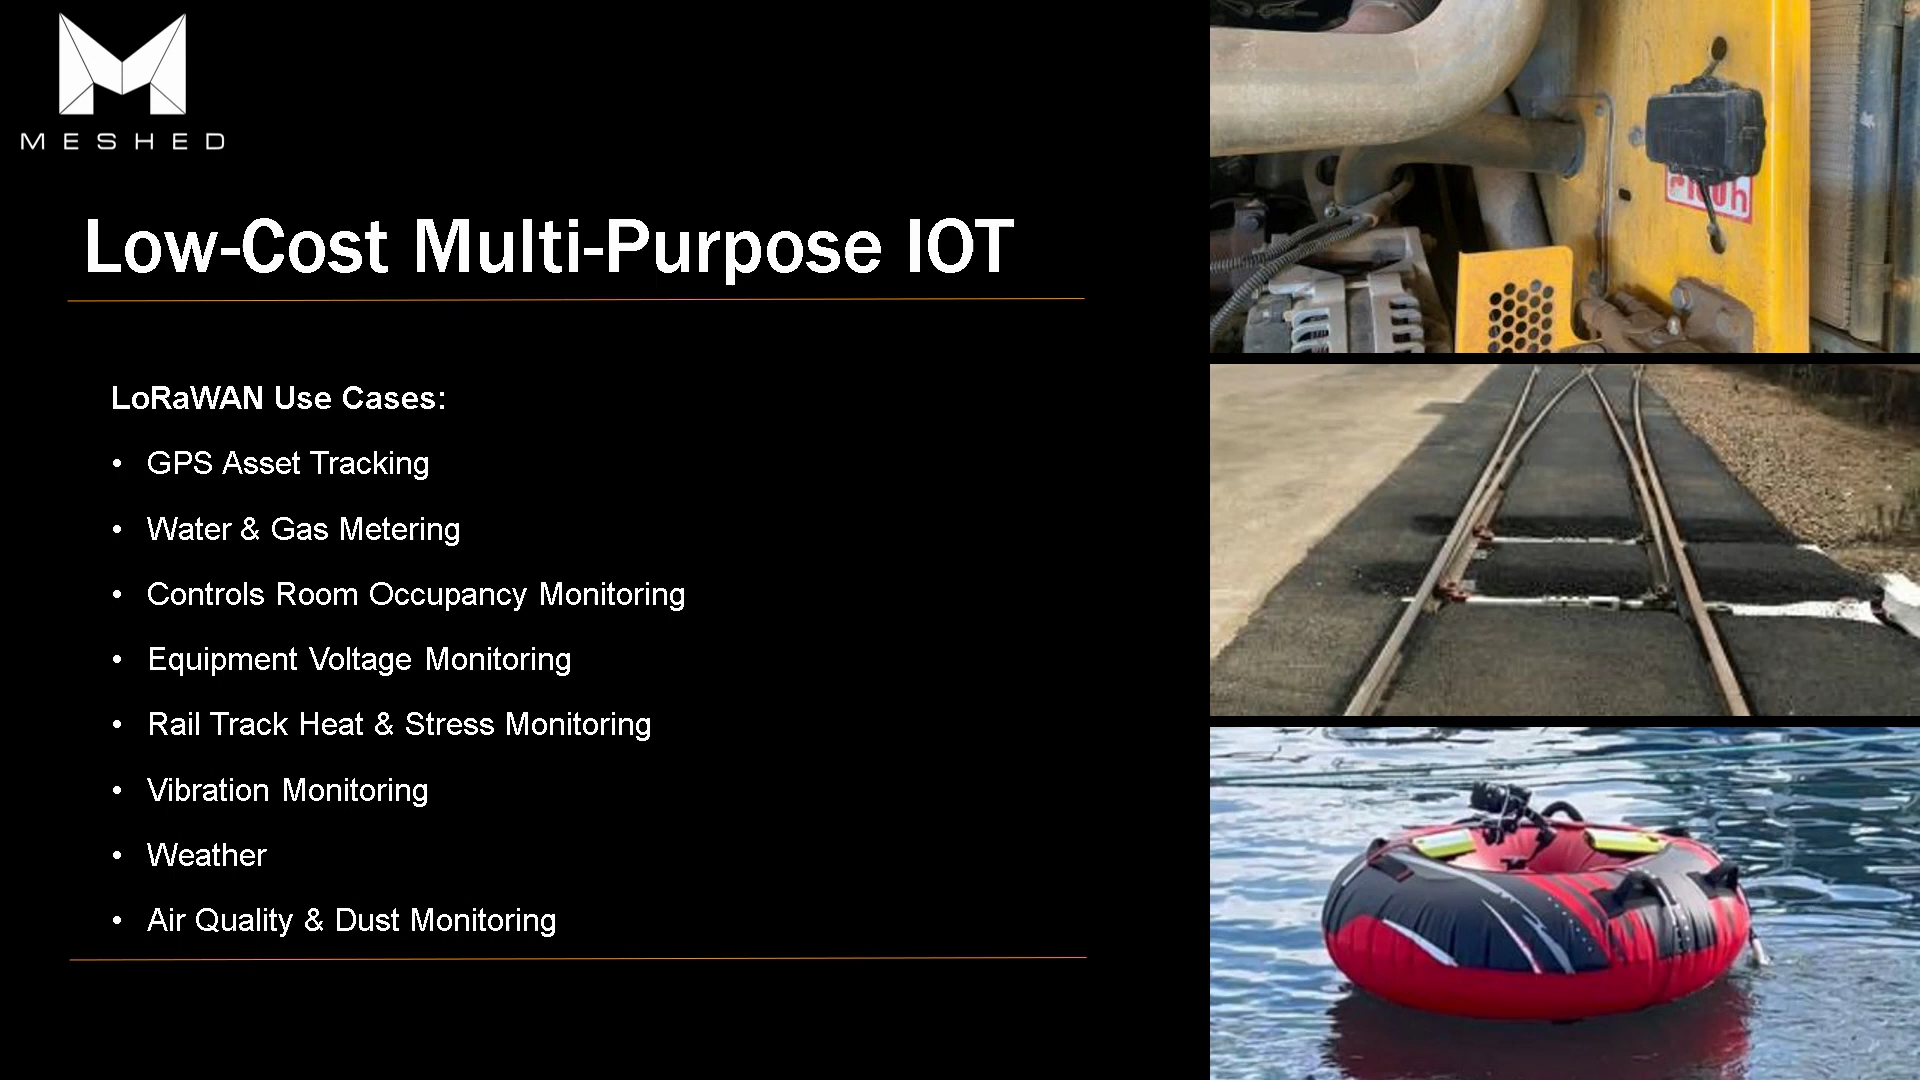 MESHED
Low-Cost Multi-Purpose IOT
LoRaWAN Use Cases:
• GPS Asset Tracking
• Water & Gas Metering
• Controls Room Occupancy Monitoring
• Equipment Voltage Monitoring
• Rail Track Heat & Stress Monitoring
• Vibration Monitoring
• Weather
• Air Quality & Dust Monitoring